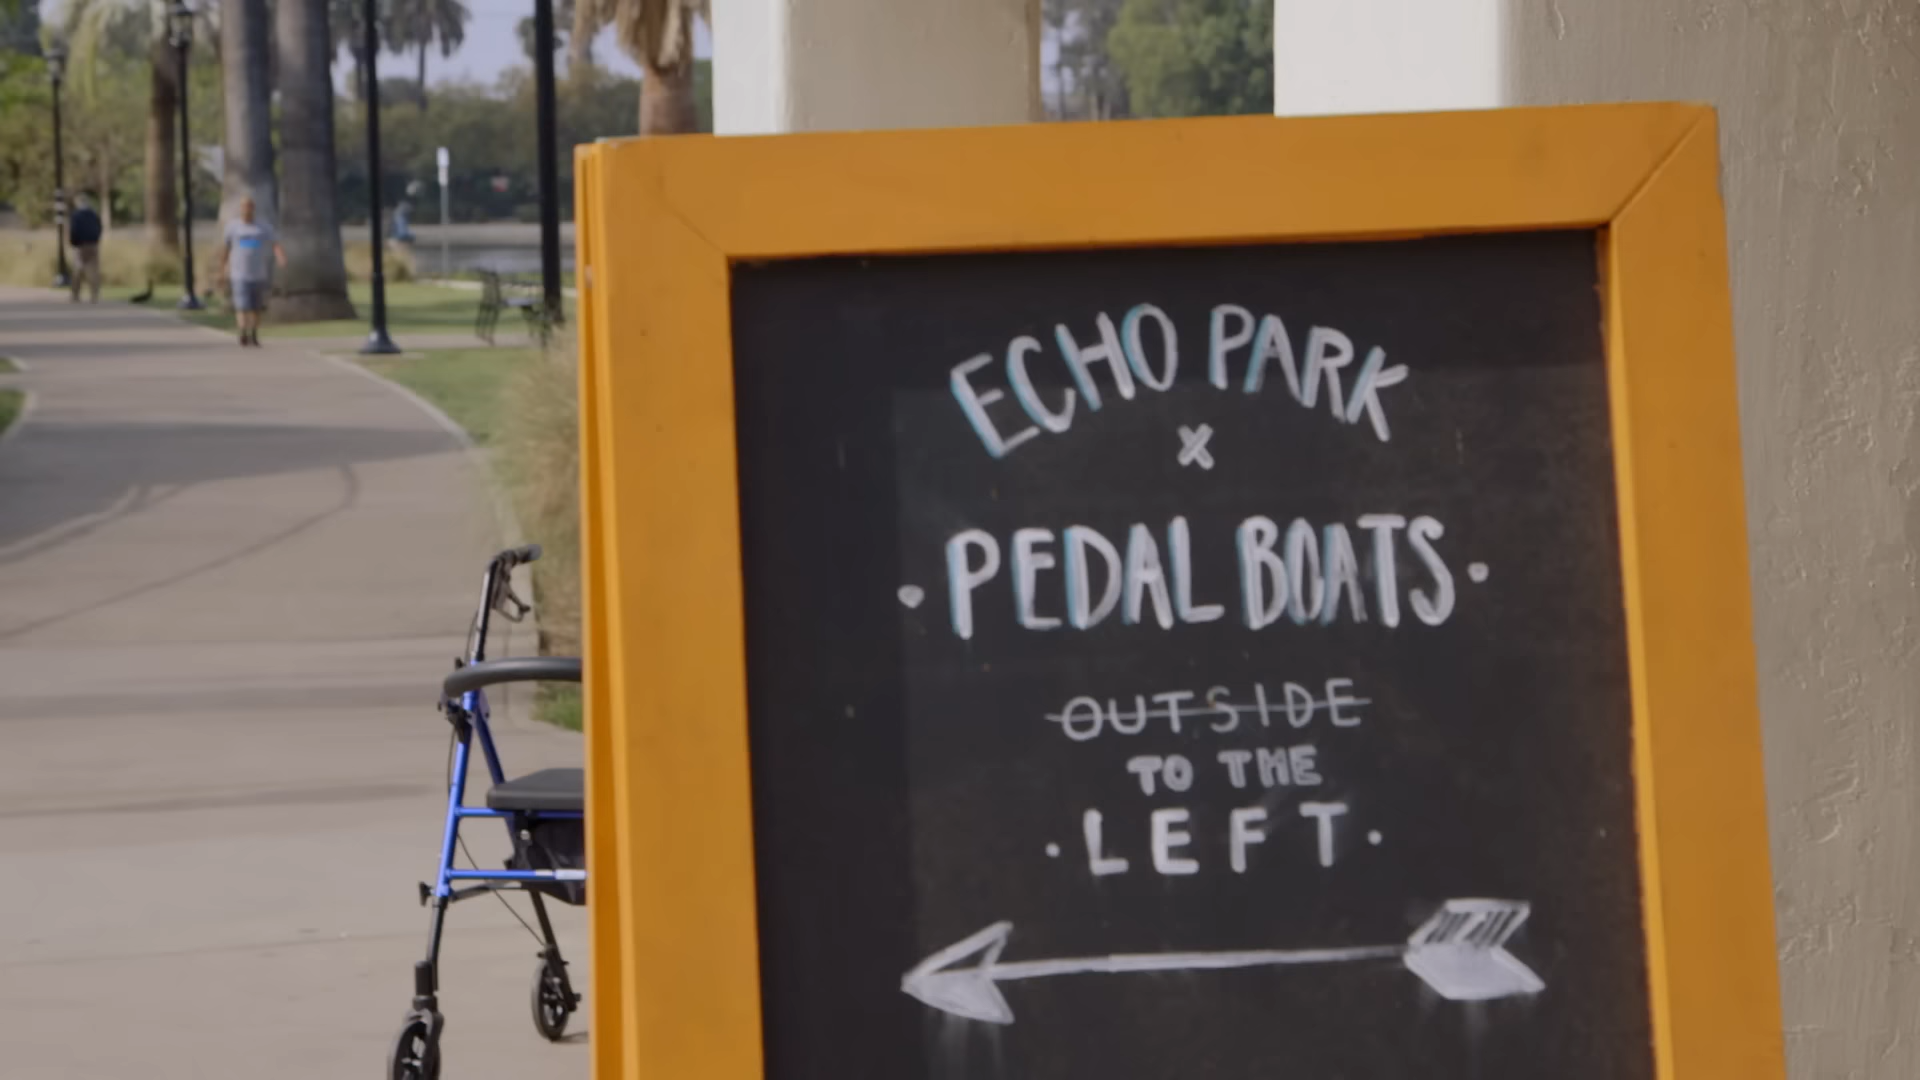 ECHO PARK
x
• PEDAL BOATS •
OUTSIDE
TO THE
• LEFT •